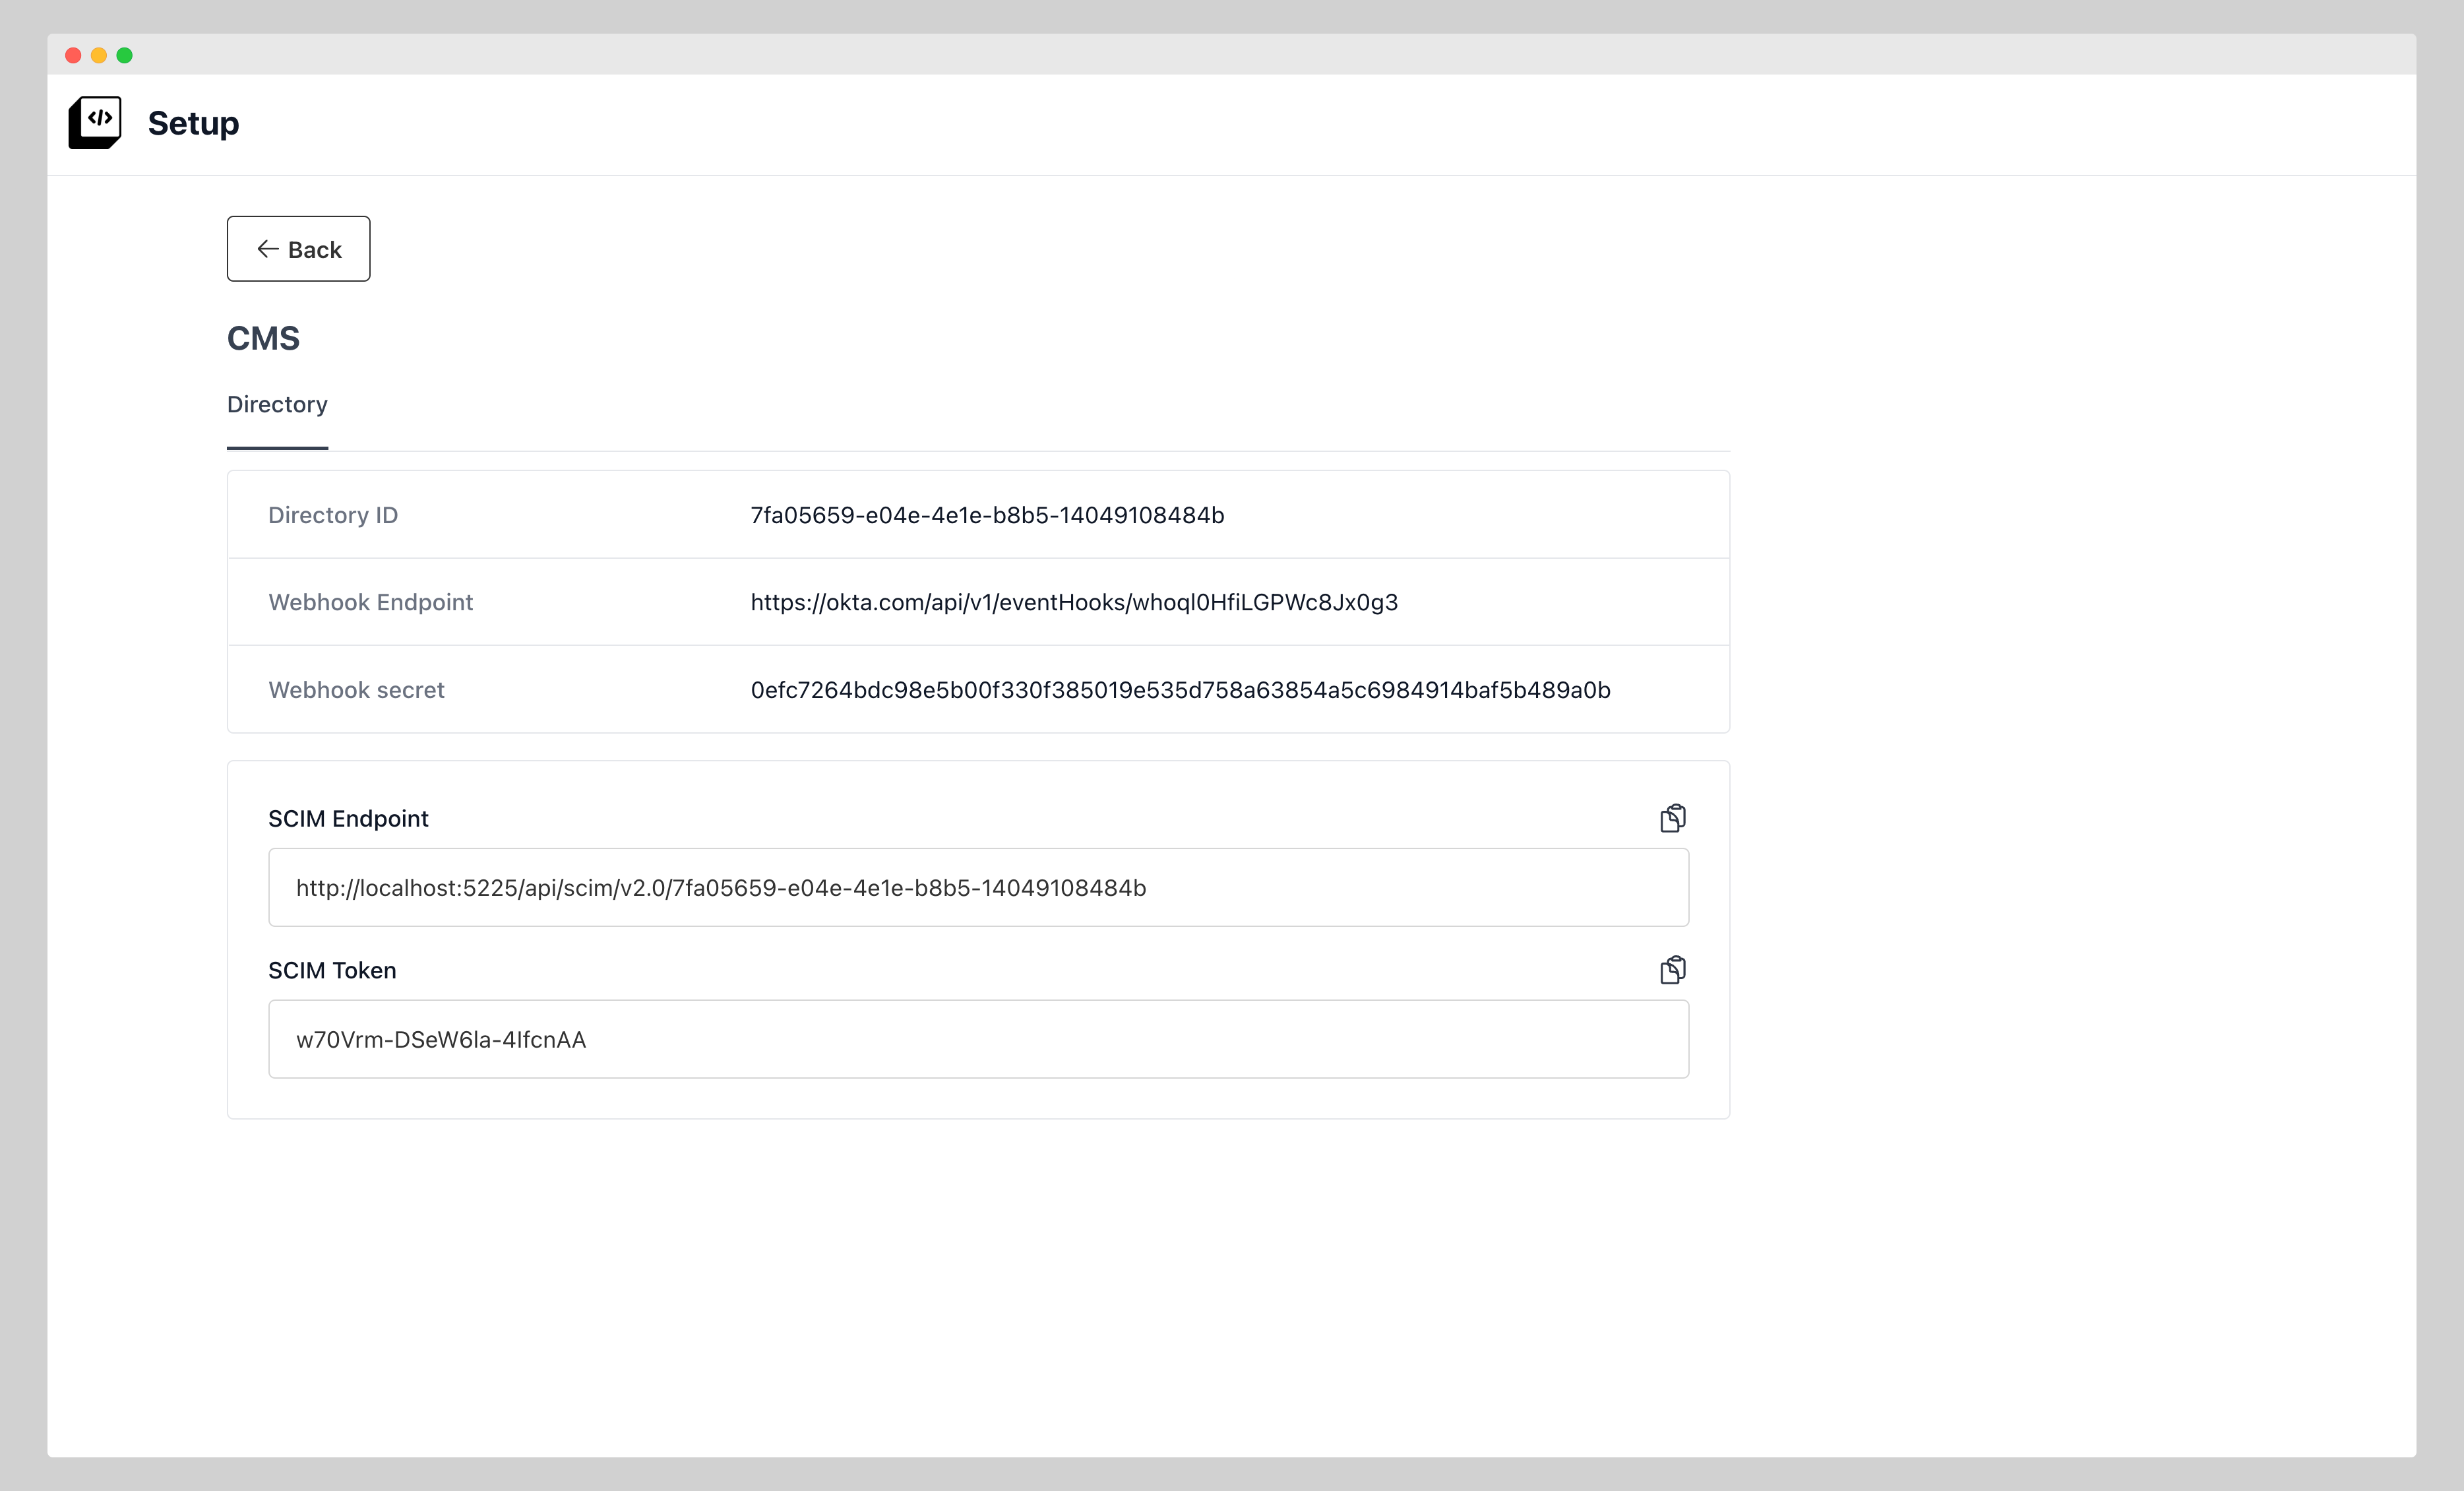 </>
Setup
← Back
CMS
Directory
Directory ID 7fa05659-e04e-4e1e-b8b5-14049108484b
Webhook Endpoint https://okta.com/api/v1/eventHooks/whoql0HfiLGPWc8Jx0g3
Webhook secret 0efc7264bdc98e5b00f330f385019e535d758a63854a5c6984914baf5b489a0b
SCIM Endpoint
http://localhost:5225/api/scim/v2.0/7fa05659-e04e-4e1e-b8b5-14049108484b
SCIM Token
w70Vrm-DSeW6la-4IfcnAA